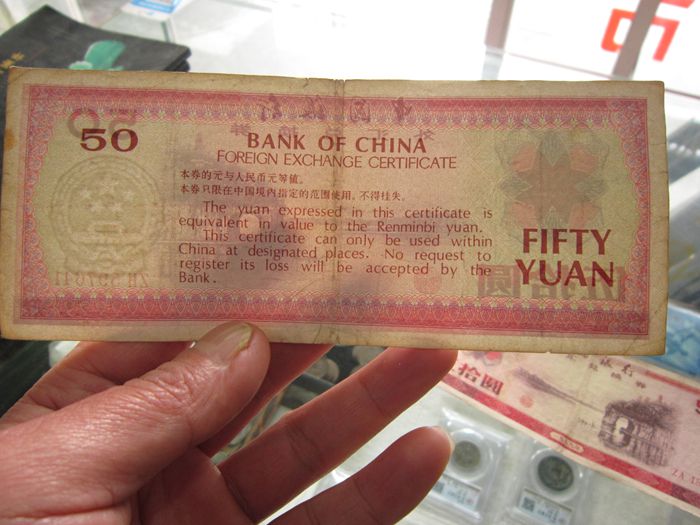 50
BANK OF CHINA
FOREIGN EXCHANGE CERTIFICATE
本券的元与人民币元等值。
本券只限在中国境内指定的范围使用，不得挂失。
The yuan expressed in this certificate is
equivalent in value to the Renminbi yuan.
This certificate can only be used within
China at designated places. No request to
register its loss will be accepted by the
Bank.
FIFTY
YUAN
拾圆
ZA